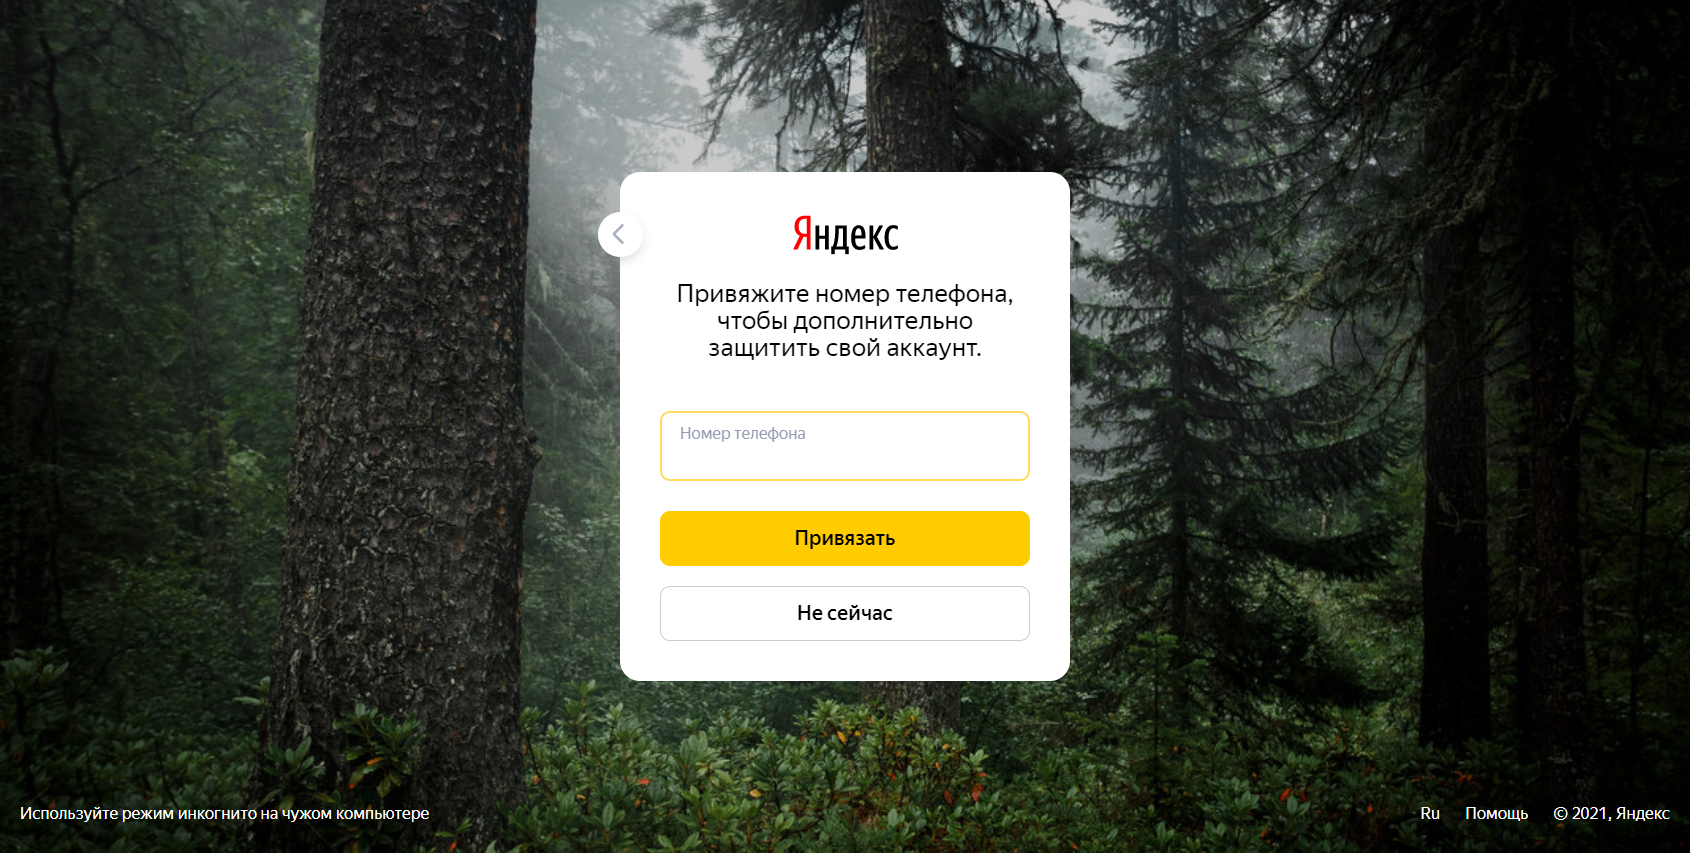 Яндекс
Привяжите номер телефона,
чтобы дополнительно
защитить свой аккаунт.
Номер телефона
Привязать
Не сейчас
Используйте режим инкогнито на чужом компьютере
Ru Помощь © 2021, Яндекс